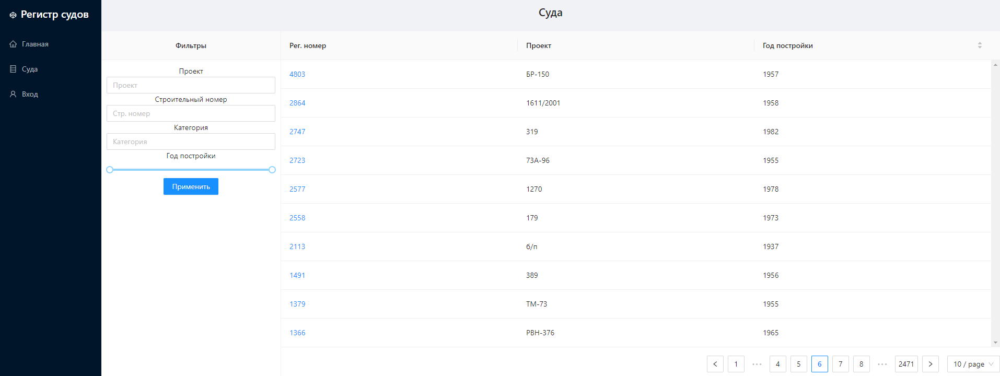 Регистр судов
Главная
Суда
Вход
Суда
Фильтры
Проект
Проект
Строительный номер
Стр. номер
Категория
Категория
Год постройки
Применить
Рег. номер Проект Год постройки
4803 БР-150 1957
2864 1611/2001 1958
2747 319 1982
2723 73А-96 1955
2577 1270 1978
2558 179 1973
2113 б/п 1937
1491 389 1956
1379 ТМ-73 1955
1366 РВН-376 1965
< 1 ••• 4 5 6 7 8 ••• 2471 > 10 / page